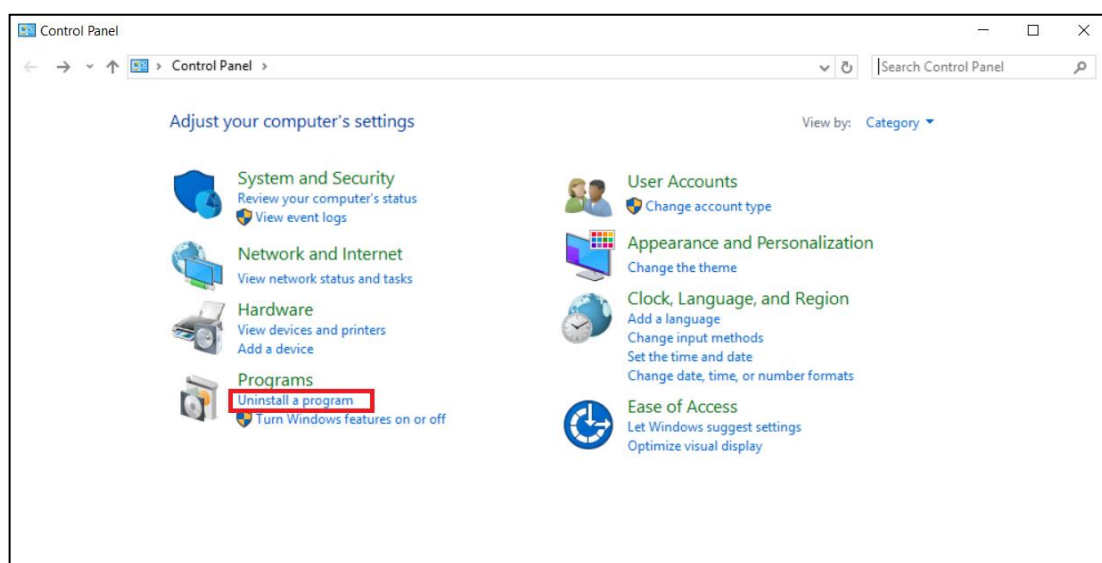 Control Panel
Control Panel
Search Control Panel
Adjust your computer's settings
View by: Category
System and Security
Review your computer's status
View event logs
Network and Internet
View network status and tasks
Hardware
View devices and printers
Add a device
Programs
Uninstall a program
Turn Windows features on or off
User Accounts
Change account type
Appearance and Personalization
Change the theme
Clock, Language, and Region
Add a language
Change input methods
Set the time and date
Change date, time, or number formats
Ease of Access
Let Windows suggest settings
Optimize visual display